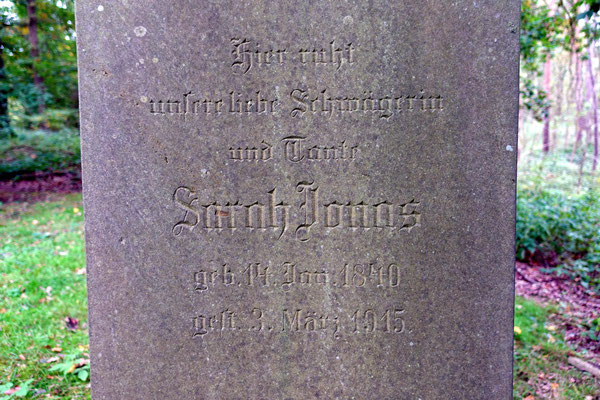 Hier ruht
unsere liebe Schwägerin
und Tante
Sarah Jonas
geb. 14. Jan. 1840
gest. 3. März 1915.